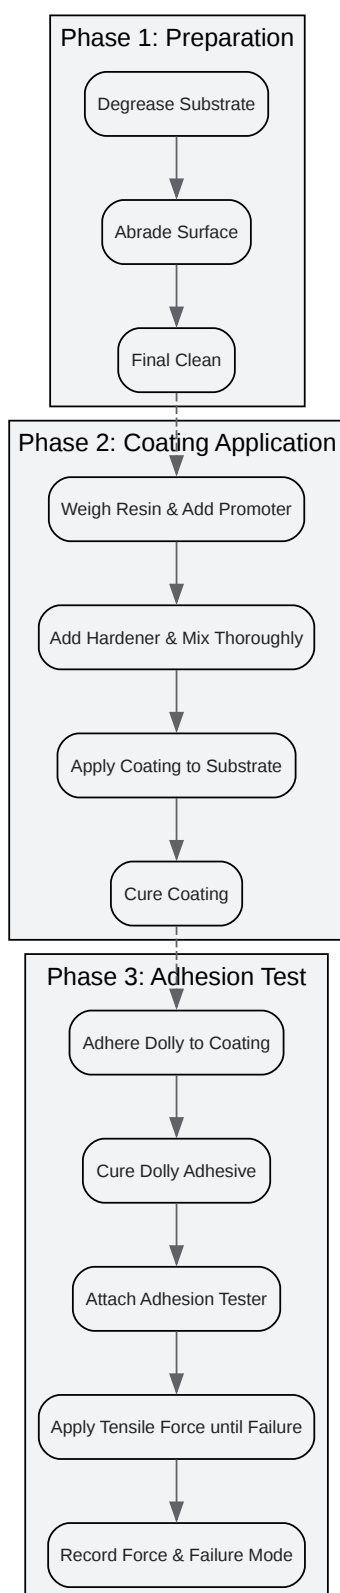 Phase 1: Preparation
Degrease Substrate
Abrade Surface
Final Clean
Phase 2: Coating Application
Weigh Resin & Add Promoter
Add Hardener & Mix Thoroughly
Apply Coating to Substrate
Cure Coating
Phase 3: Adhesion Test
Adhere Dolly to Coating
Cure Dolly Adhesive
Attach Adhesion Tester
Apply Tensile Force until Failure
Record Force & Failure Mode